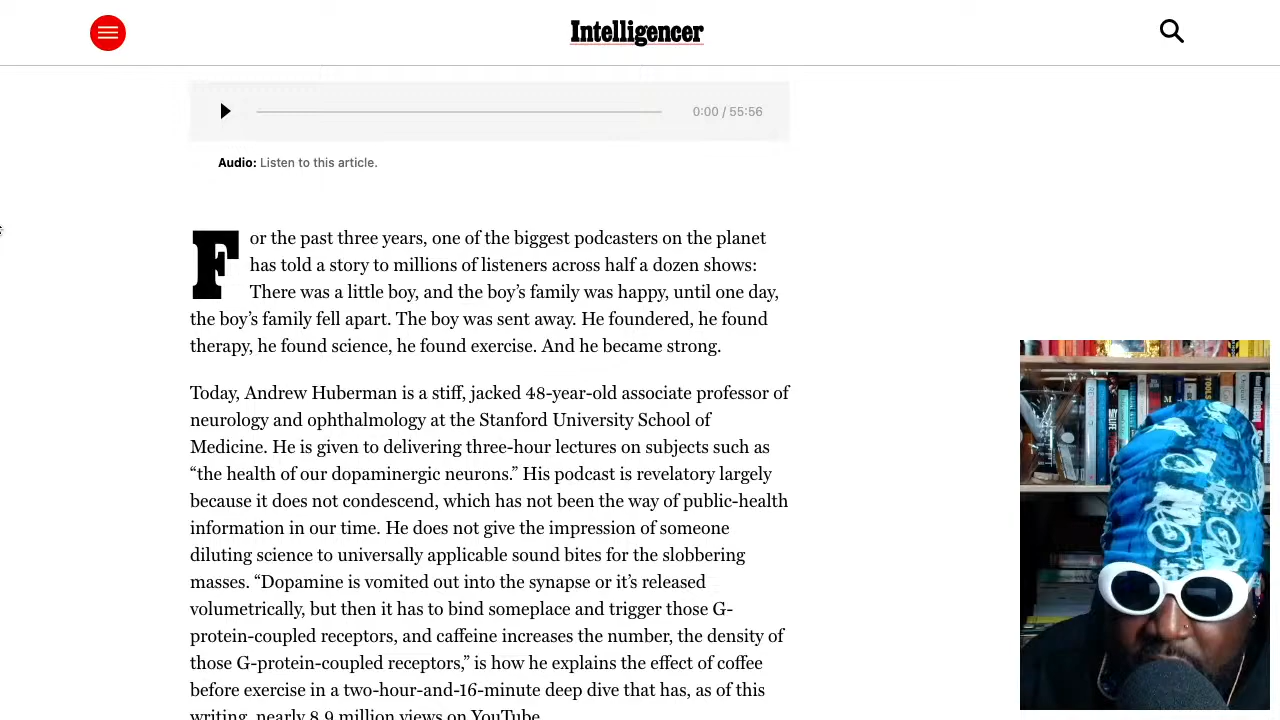 Intelligencer
0:00 / 55:56
Audio: Listen to this article.
For the past three years, one of the biggest podcasters on the planet
has told a story to millions of listeners across half a dozen shows:
There was a little boy, and the boy’s family was happy, until one day,
the boy’s family fell apart. The boy was sent away. He foundered, he found
therapy, he found science, he found exercise. And he became strong.
Today, Andrew Huberman is a stiff, jacked 48-year-old associate professor of
neurology and ophthalmology at the Stanford University School of
Medicine. He is given to delivering three-hour lectures on subjects such as
“the health of our dopaminergic neurons.” His podcast is revelatory largely
because it does not condescend, which has not been the way of public-health
information in our time. He does not give the impression of someone
diluting science to universally applicable sound bites for the slobbering
masses. “Dopamine is vomited out into the synapse or it’s released
volumetrically, but then it has to bind someplace and trigger those G-
protein-coupled receptors, and caffeine increases the number, the density of
those G-protein-coupled receptors,” is how he explains the effect of coffee
before exercise in a two-hour-and-16-minute deep dive that has, as of this
writing, nearly 8.9 million views on YouTube.